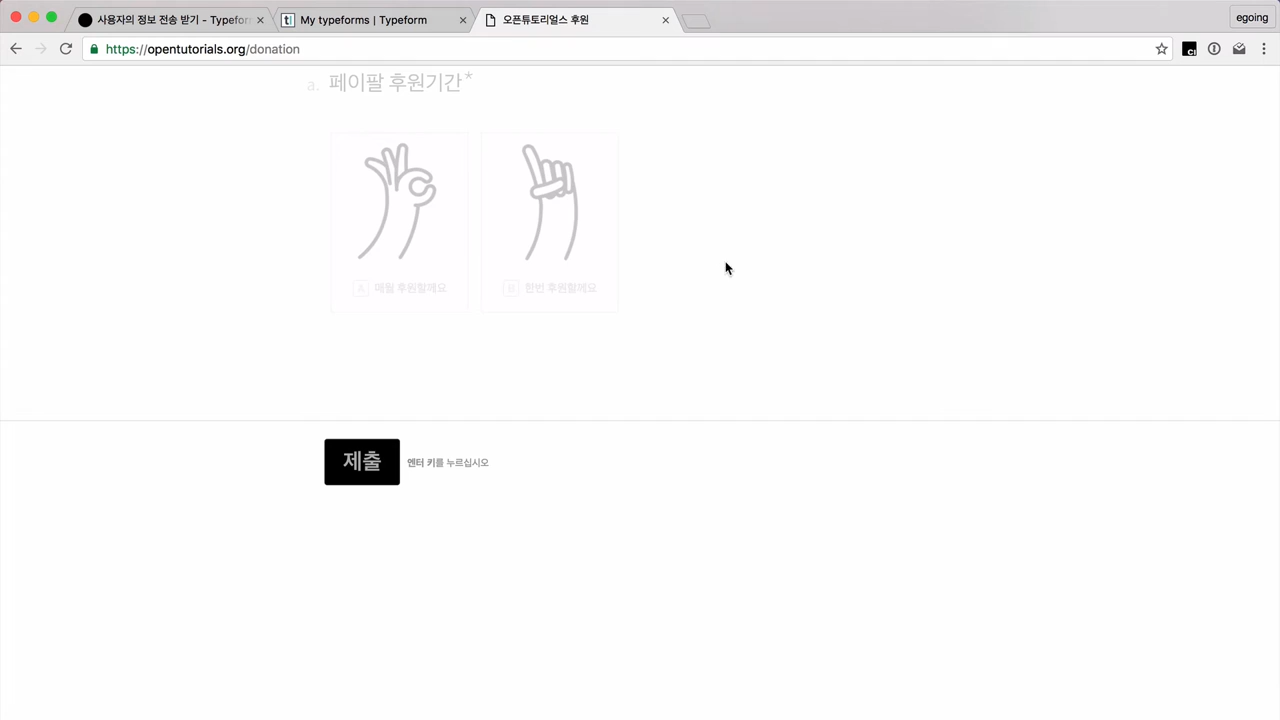 사용자의 정보 전송 받기 - Typeform
My typeforms | Typeform
오픈튜토리얼스 후원
egoing
https://opentutorials.org/donation
a. 페이팔 후원기간*
A 매월 후원할께요
B 한번 후원할께요
제출 엔터 키를 누르십시오